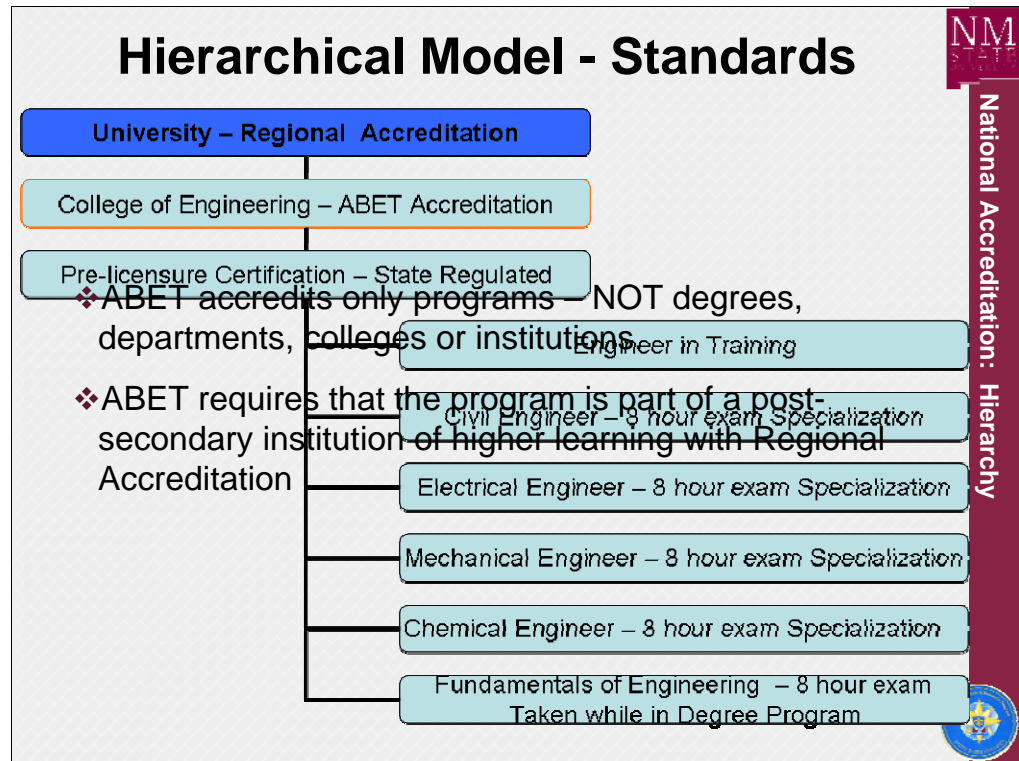 Hierarchical Model - Standards
NM
STATE
UNIVERSITY
National Accreditation: Hierarchy
University – Regional Accreditation
College of Engineering – ABET Accreditation
Pre-licensure Certification – State Regulated
❖ABET accredits only programs – NOT degrees,
departments, colleges or institutions.
❖ABET requires that the program is part of a post-
secondary institution of higher learning with Regional
Accreditation
Engineer in Training
Civil Engineer – 8 hour exam Specialization
Electrical Engineer – 8 hour exam Specialization
Mechanical Engineer – 8 hour exam Specialization
Chemical Engineer – 8 hour exam Specialization
Fundamentals of Engineering – 8 hour exam
Taken while in Degree Program